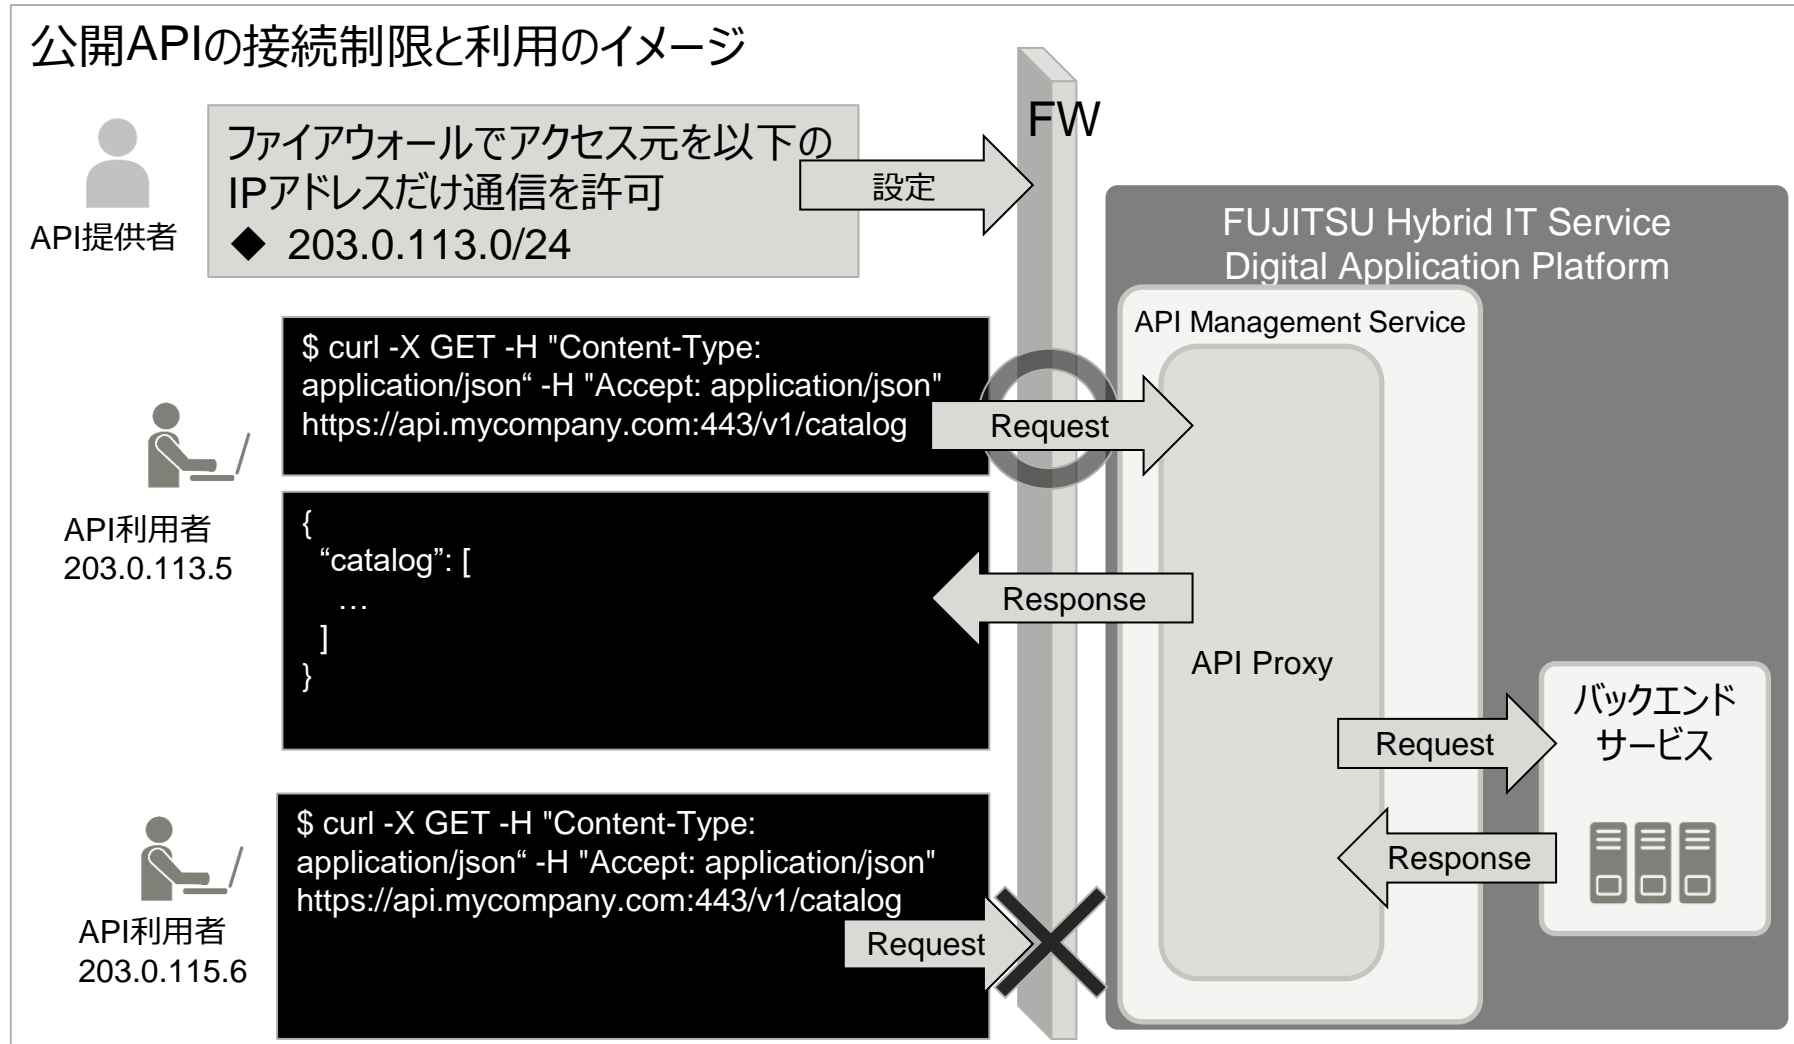 公開APIの接続制限と利用のイメージ
FW
API提供者
ファイアウォールでアクセス元を以下の
IPアドレスだけ通信を許可
◆ 203.0.113.0/24
設定
FUJITSU Hybrid IT Service
Digital Application Platform
API Management Service
$ curl -X GET -H "Content-Type:
application/json“ -H "Accept: application/json"
https://api.mycompany.com:443/v1/catalog
Request
API利用者
203.0.113.5
{
“catalog": [
…
]
}
Response
API Proxy
Request
バックエンド
サービス
Response
$ curl -X GET -H "Content-Type:
application/json“ -H "Accept: application/json"
https://api.mycompany.com:443/v1/catalog
Request
API利用者
203.0.115.6